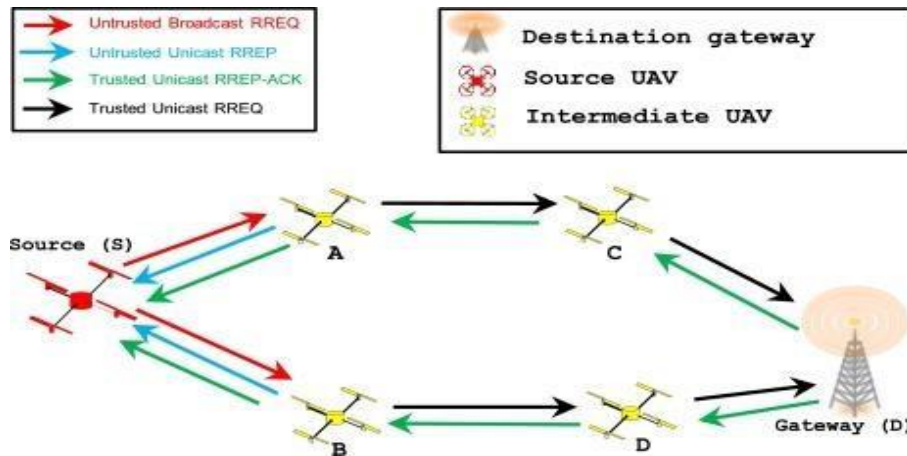 Untrusted Broadcast RREQ
Untrusted Unicast RREP
Trusted Unicast RREP-ACK
Trusted Unicast RREQ
Destination gateway
Source UAV
Intermediate UAV
Source (S)
A
C
B
D
Gateway (D)